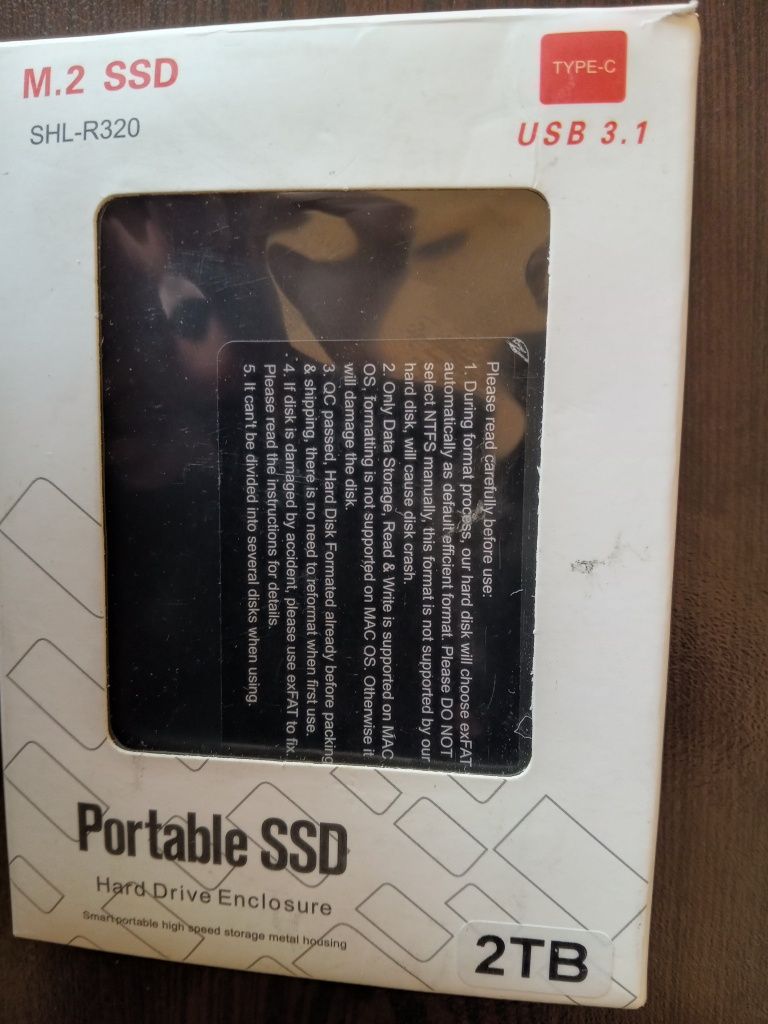 M.2 SSD
SHL-R320
TYPE-C
USB 3.1
Please read carefully before use:
1. During format process, our hard disk will choose exFAT
automatically as default efficient format. Please DO NOT
select NTFS manually, this format is not supported by our
hard disk, will cause disk crash.
2. Only Data Storage, Read & Write is supported on MAC
OS, formatting is not supported on MAC OS. Otherwise it
will damage the disk.
3. QC passed, Hard Disk Formated already before packing
& shipping, there is no need to reformat when first use.
4. If disk is damaged by accident, please use exFAT to fix.
Please read the instructions for details.
5. It can't be divided into several disks when using.
Portable SSD
Hard Drive Enclosure
Smart portable high speed storage metal housing
2TB